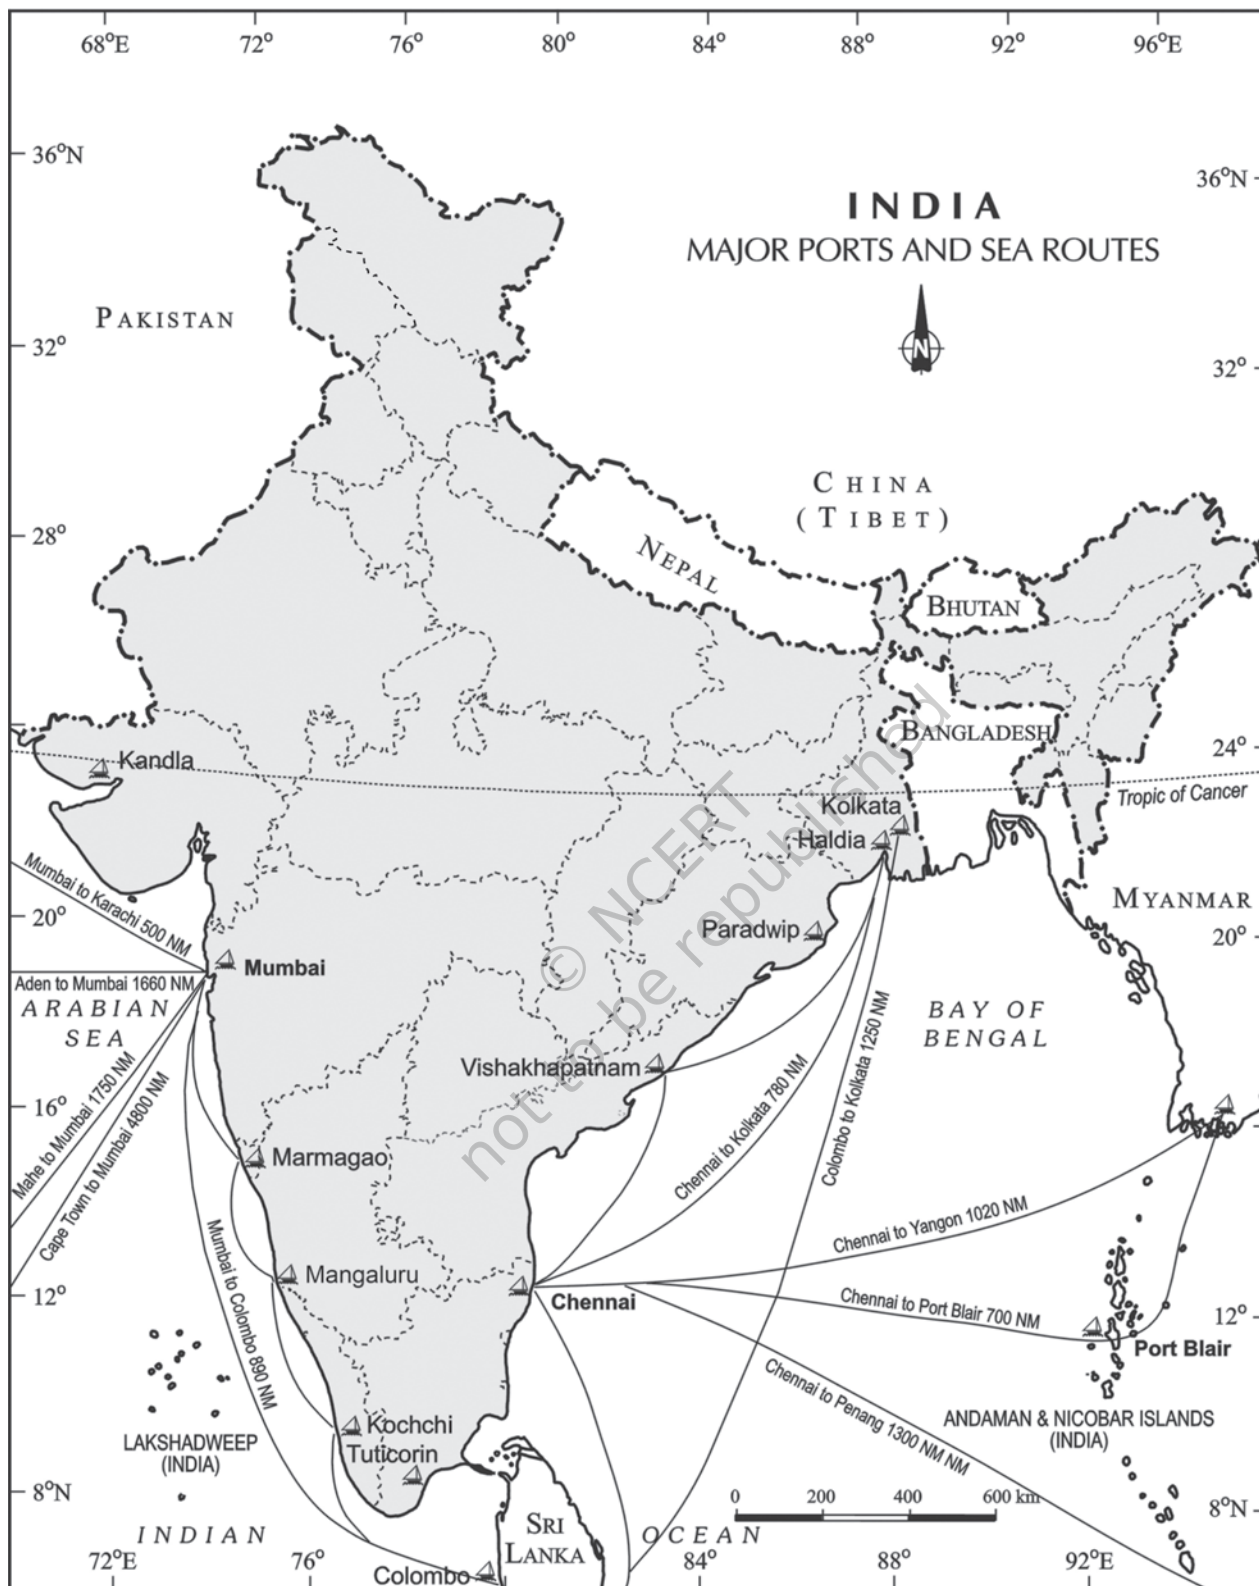 68°E 72° 76° 80° 84° 88° 92° 96°E
36°N
36°N
INDIA
MAJOR PORTS AND SEA ROUTES
N
PAKISTAN
32°
32°
CHINA
(TIBET)
28°
NEPAL
BHUTAN
BANGLADESH
24°
Kandla
Tropic of Cancer
Kolkata
Haldia
MYANMAR
Mumbai to Karachi 500 NM
20°
20°
Paradwip
Mumbai
Aden to Mumbai 1660 NM
ARABIAN
SEA
BAY OF
BENGAL
© NCERT
not to be republished
Vishakhapatnam
Mahe to Mumbai 1750 NM
Cape Town to Mumbai 4800 NM
Chennai to Kolkata 780 NM
Colombo to Kolkata 1250 NM
16°
Marmagao
Chennai to Yangon 1020 NM
Mumbai to Colombo 890 NM
Mangaluru
12°
Chennai
Chennai to Port Blair 700 NM
12°
Port Blair
Chennai to Penang 1300 NM NM
Kochchi
Tuticorin
LAKSHADWEEP
(INDIA)
ANDAMAN & NICOBAR ISLANDS
(INDIA)
8°N
0 200 400 600 km
8°N
INDIAN
SRI
LANKA
OCEAN
72°E 76° 84° 88° 92°E
Colombo